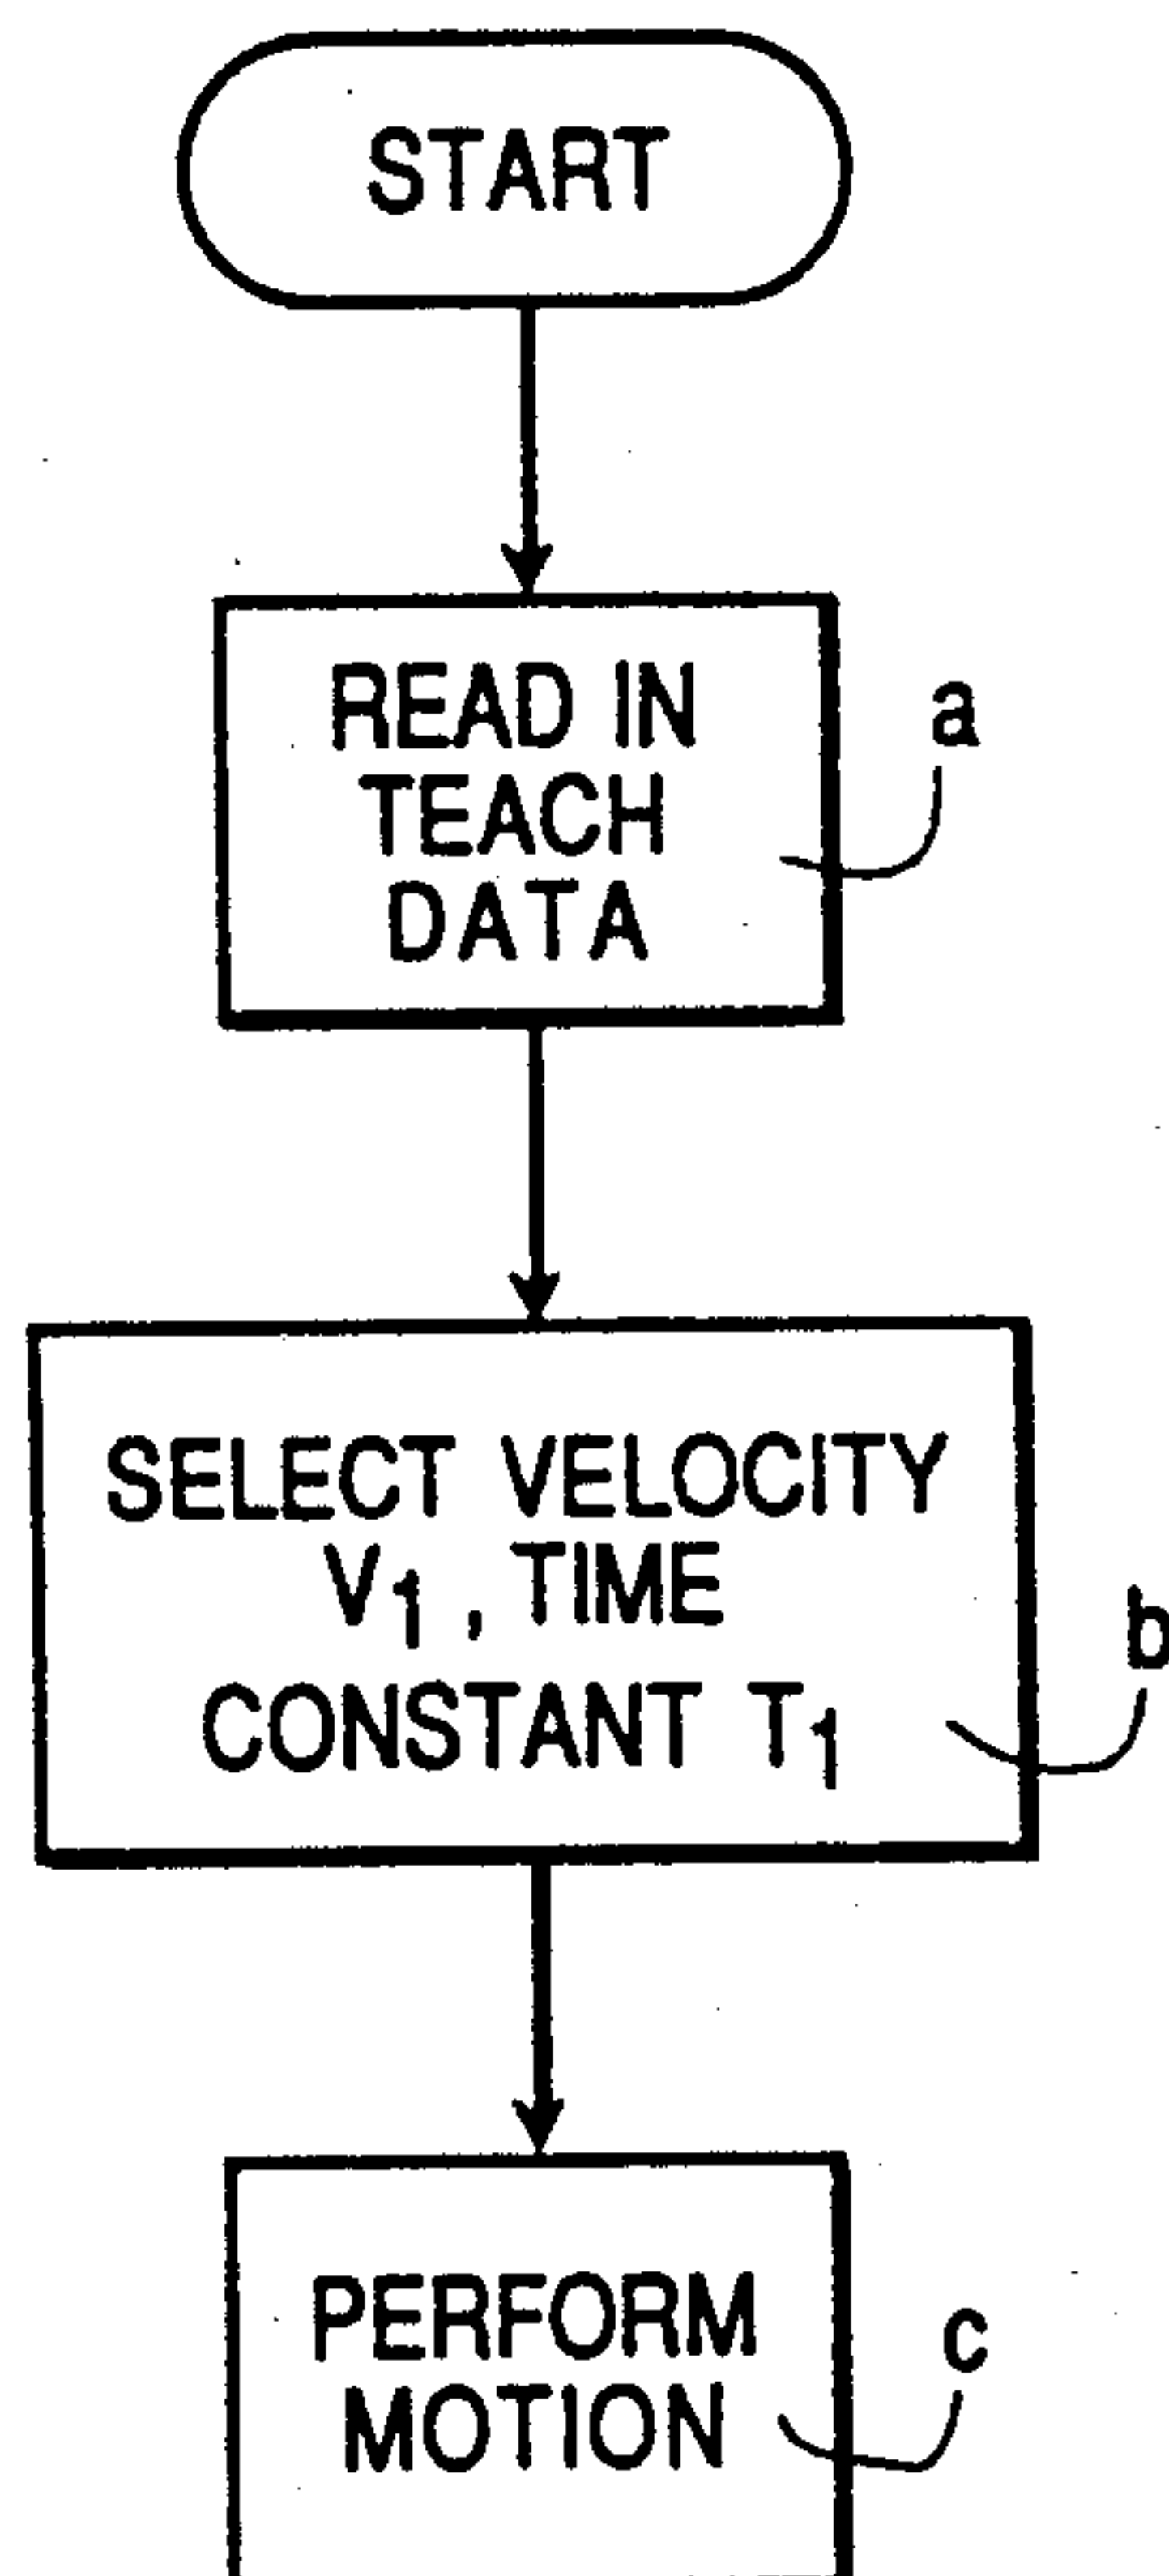 START
READ IN
TEACH
DATA
a
SELECT VELOCITY
V₁, TIME
CONSTANT T₁
b
PERFORM
MOTION
c